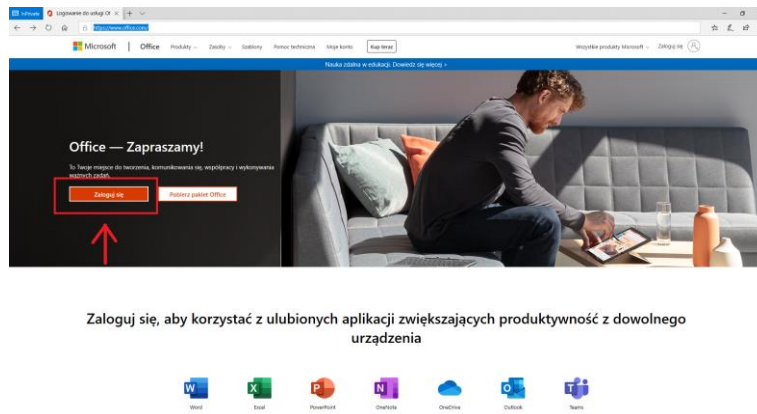 InPrivate
Logowanie do usługi Of
https://www.office.com/
Microsoft
Office
Produkty
Zasoby
Szablony
Pomoc techniczna
Moje konto
Kup teraz
Wszystkie produkty Microsoft
Zaloguj się
Nauka zdalna w edukacji. Dowiedz się więcej >
Office — Zapraszamy!
To Twoje miejsce do tworzenia, komunikowania się, współpracy i wykonywania
ważnych zadań.
Zaloguj się
Pobierz pakiet Office
Zaloguj się, aby korzystać z ulubionych aplikacji zwiększających produktywność z dowolnego
urządzenia
Word
Excel
PowerPoint
OneNote
OneDrive
Outlook
Teams